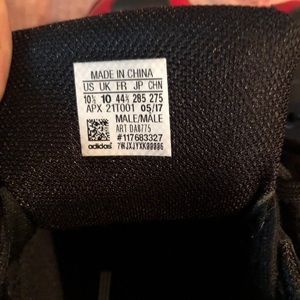 MADE IN CHINA
US UK FR JP CHN
10½ 10 44⅔ 285 275
APX 21T001 05/17
MALE/MALE
ART DA8775
#117683327
adidas